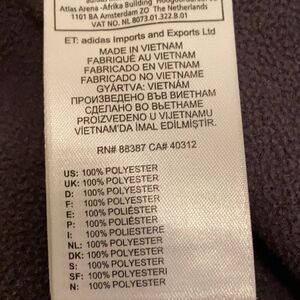 Atlas Arena -Afrika Building
1101 BA Amsterdam ZO The Netherlands
VAT NO. NL 8073.01.322.B.01
ET: adidas Imports and Exports Ltd
MADE IN VIETNAM
FABRIQUÉ AU VIETNAM
FABRICADO EN VIETNAM
FABRICADO NO VIETNAME
GYÁRTVA: VIETNÁM
ПРОИЗВЕДЕНО ВЪВ ВИЕТНАМ
СДЕЛАНО ВО ВЬЕТНАМ
PROIZVEDENO U VIJETNAMU
VİETNAM'DA İMAL EDİLMİŞTİR.
RN# 88387 CA# 40312
US: 100% POLYESTER
UK: 100% POLYESTER
D: 100% POLYESTER
F: 100% POLYESTER
E: 100% POLIÉSTER
P: 100% POLIÉSTER
I: 100% POLIESTERE
NL: 100% POLYESTER
DK: 100% POLYESTER
S: 100% POLYESTER
SF: 100% POLYESTERI
N: 100% POLYESTER